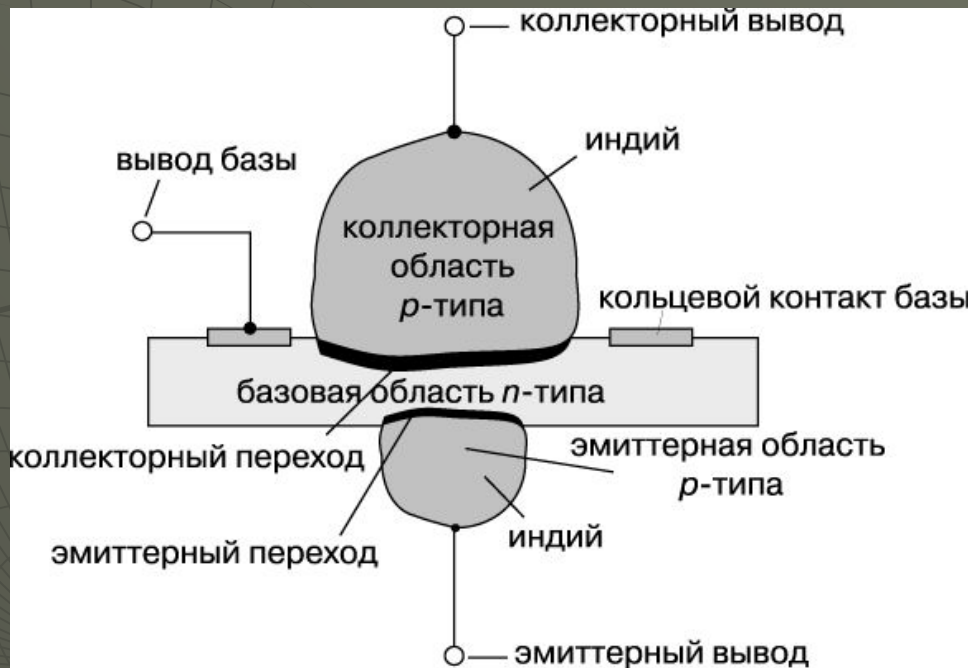 коллекторный вывод
индий
вывод базы
коллекторная
область
p-типа
кольцевой контакт базы
базовая область n-типа
коллекторный переход
эмиттерная область
p-типа
индий
эмиттерный переход
эмиттерный вывод